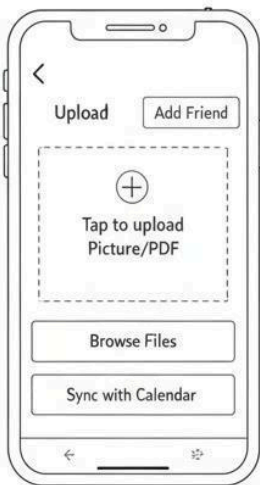 Upload
Add Friend
Tap to upload
Picture/PDF
Browse Files
Sync with Calendar